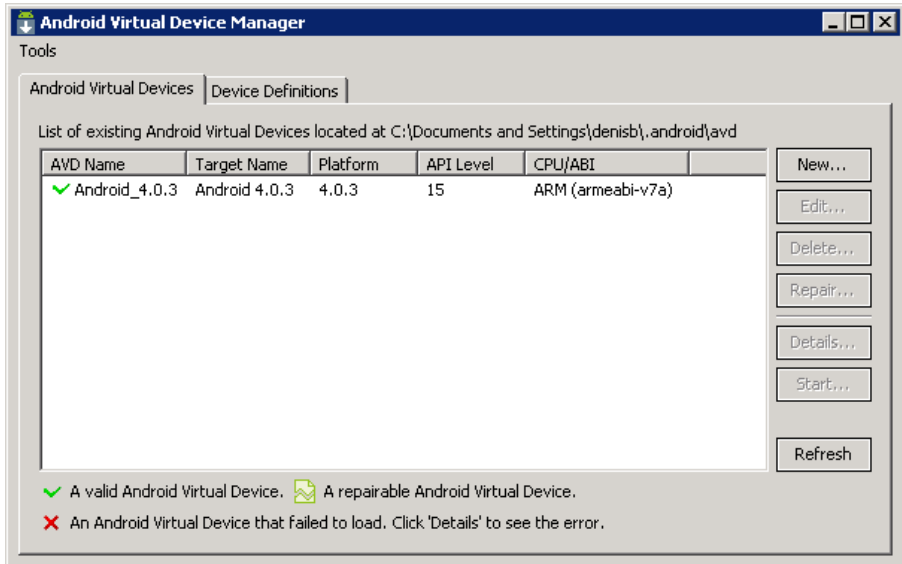 Android Virtual Device Manager
Tools
Android Virtual Devices Device Definitions
List of existing Android Virtual Devices located at C:\Documents and Settings\denisb\.android\avd
AVD Name Target Name Platform API Level CPU/ABI
Android_4.0.3 Android 4.0.3 4.0.3 15 ARM (armeabi-v7a)
New...
Edit...
Delete...
Repair...
Details...
Start...
Refresh
A valid Android Virtual Device. A repairable Android Virtual Device.
An Android Virtual Device that failed to load. Click 'Details' to see the error.